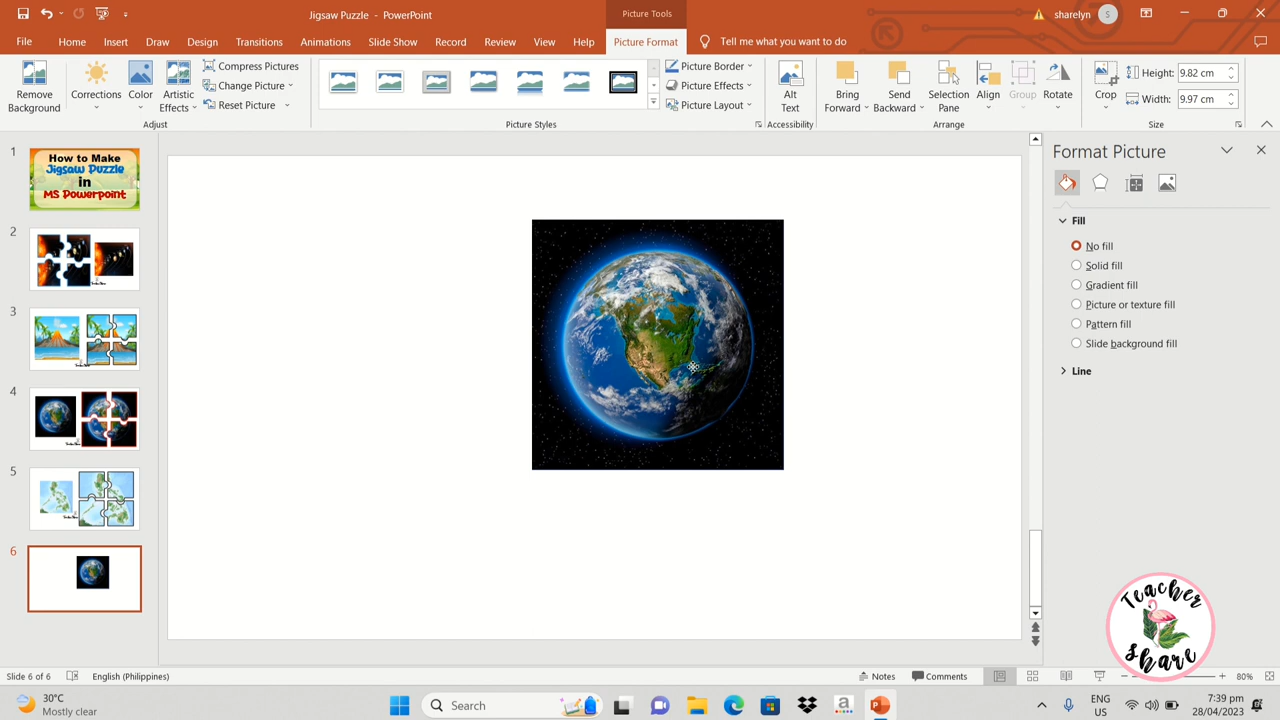 Jigsaw Puzzle - PowerPoint
Picture Tools
sharelyn
S
File
Home
Insert
Draw
Design
Transitions
Animations
Slide Show
Record
Review
View
Help
Picture Format
Tell me what you want to do
Remove
Background
Corrections
Color
Artistic
Effects
Compress Pictures
Change Picture
Reset Picture
Adjust
Picture Styles
Picture Border
Picture Effects
Picture Layout
Alt
Text
Accessibility
Bring
Forward
Send
Backward
Selection
Pane
Align
Group
Rotate
Arrange
Crop
Height:
9.82 cm
Width:
9.97 cm
Size
1
How to Make
Jigsaw Puzzle
in
MS Powerpoint
2
3
4
5
6
Format Picture
Fill
No fill
Solid fill
Gradient fill
Picture or texture fill
Pattern fill
Slide background fill
Line
Teacher
Share
Slide 6 of 6
English (Philippines)
Notes
Comments
80%
30°C
Mostly clear
Search
ENG
US
7:39 pm
28/04/2023